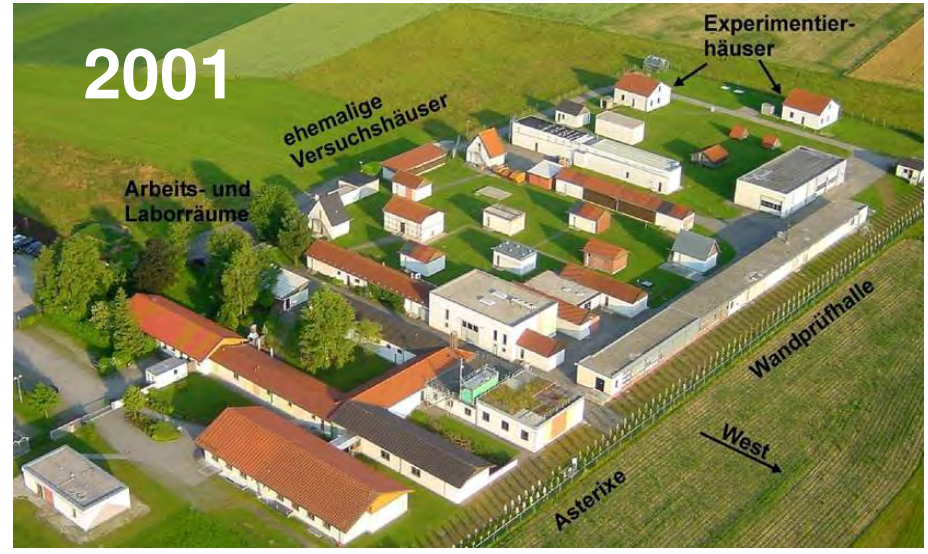 2001
Experimentier-
häuser
ehemalige
Versuchshäuser
Arbeits- und
Laborräume
Wandprüfhalle
West
Asterixe